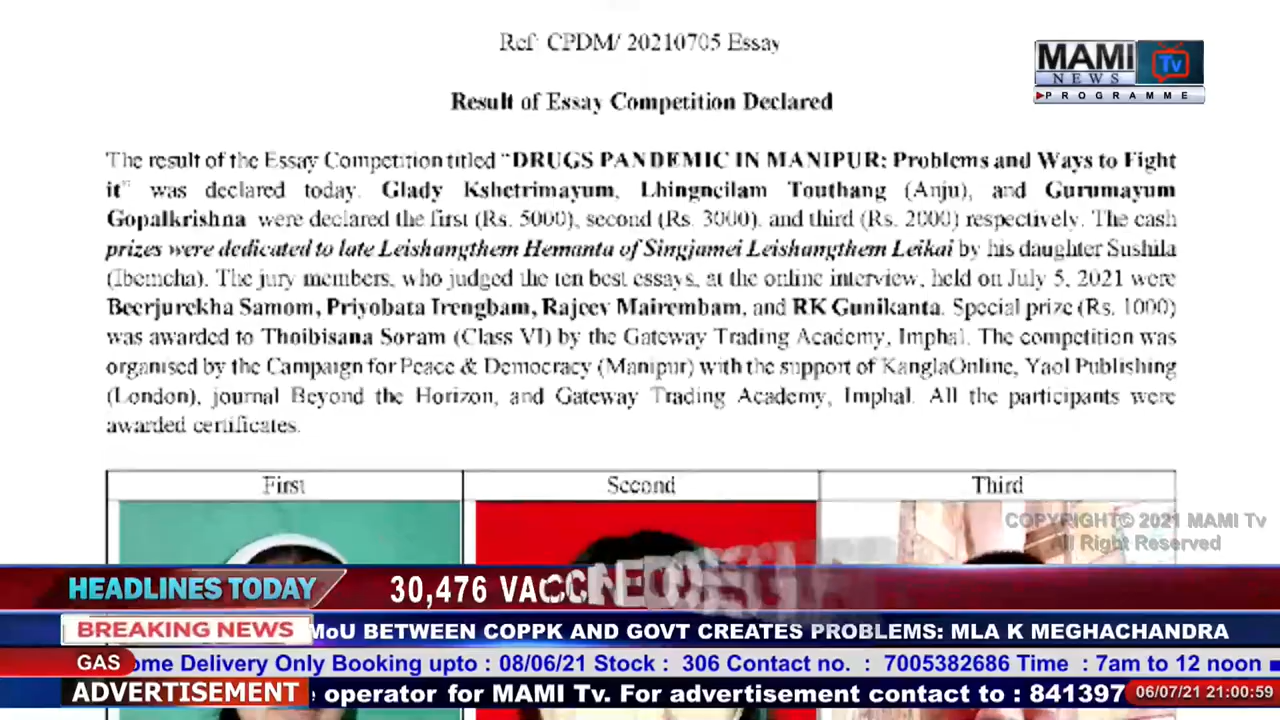 Ref: CPDM/ 20210705 Essay
MAMI Tv
NEWS
PROGRAMME
Result of Essay Competition Declared
The result of the Essay Competition titled "DRUGS PANDEMIC IN MANIPUR: Problems and Ways to Fight
it" was declared today. Glady Kshetrimayum, Lhingneilam Touthang (Anju), and Gurumayum
Gopalkrishna were declared the first (Rs. 5000), second (Rs. 3000), and third (Rs. 2000) respectively. The cash
prizes were dedicated to late Leishangthem Hemanta of Singjamei Leishangthem Leikai by his daughter Sushila
(Ibemcha). The jury members, who judged the ten best essays, at the online interview, held on July 5, 2021 were
Beerjurekha Samom, Priyobata Irengbam, Rajeev Mairembam, and RK Gunikanta. Special prize (Rs. 1000)
was awarded to Thoibisana Soram (Class VI) by the Gateway Trading Academy, Imphal. The competition was
organised by the Campaign for Peace & Democracy (Manipur) with the support of KanglaOnline, Yaol Publishing
(London), journal Beyond the Horizon, and Gateway Trading Academy, Imphal. All the participants were
awarded certificates.
First Second Third
COPYRIGHT© 2021 MAMI Tv
All Right Reserved
HEADLINES TODAY 30,476
BREAKING NEWS MoU BETWEEN COPPK AND GOVT CREATES PROBLEMS: MLA K MEGHACHANDRA
GAS ome Delivery Only Booking upto : 08/06/21 Stock : 306 Contact no. : 7005382686 Time : 7am to 12 noon
ADVERTISEMENT e operator for MAMI Tv. For advertisement contact to : 841397 06/07/21 21:00:59